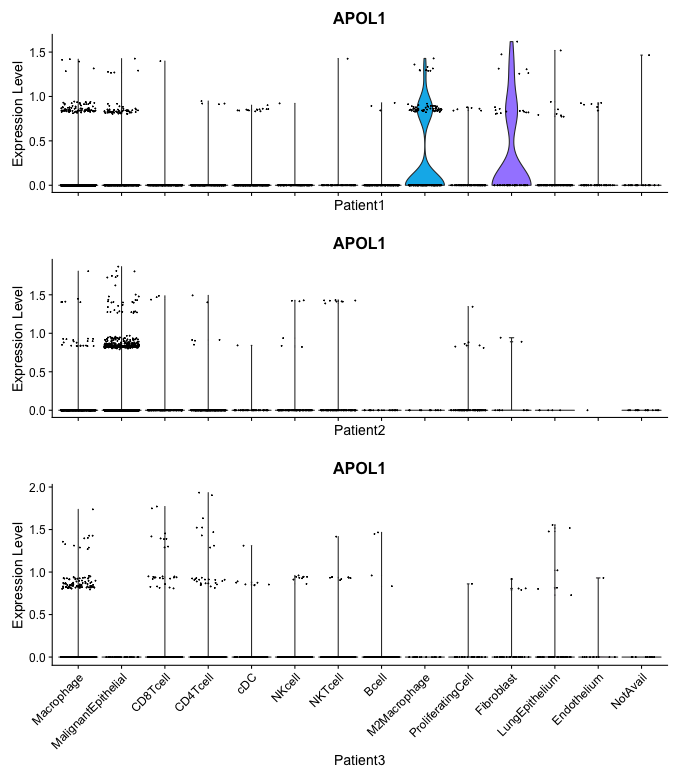 APOL1
Expression Level
1.5
1.0
0.5
0.0
Patient1
APOL1
Expression Level
1.5
1.0
0.5
0.0
Patient2
APOL1
Expression Level
2.0
1.5
1.0
0.5
0.0
Macrophage
MalignantEpithelial
CD8Tcell
CD4Tcell
cDC
NKcell
NKTcell
Bcell
M2Macrophage
ProliferatingCell
Fibroblast
LungEpithelium
Endothelium
NotAvail
Patient3